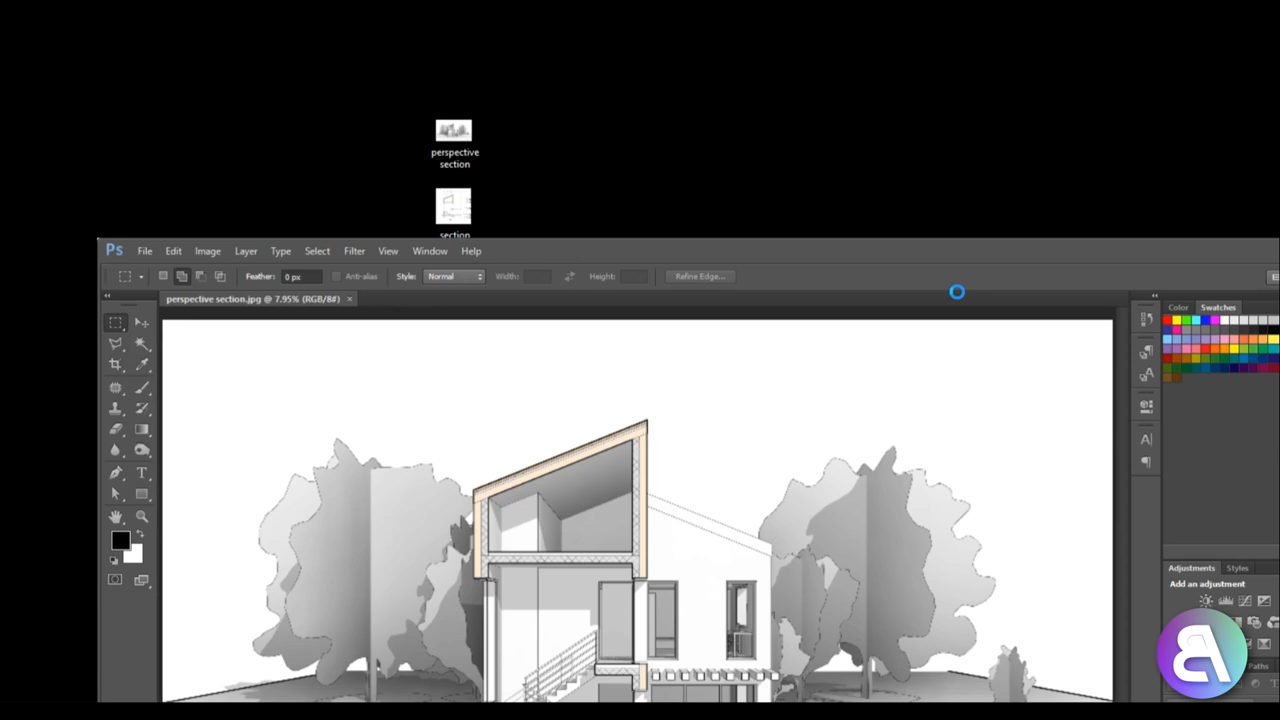 perspective
section
section
Ps File Edit Image Layer Type Select Filter View Window Help
Feather: 0 px Anti-alias Style: Normal Width: Height: Refine Edge...
perspective section.jpg @ 7.95% (RGB/8#) ×
Color Swatches
Adjustments Styles
Add an adjustment
Paths